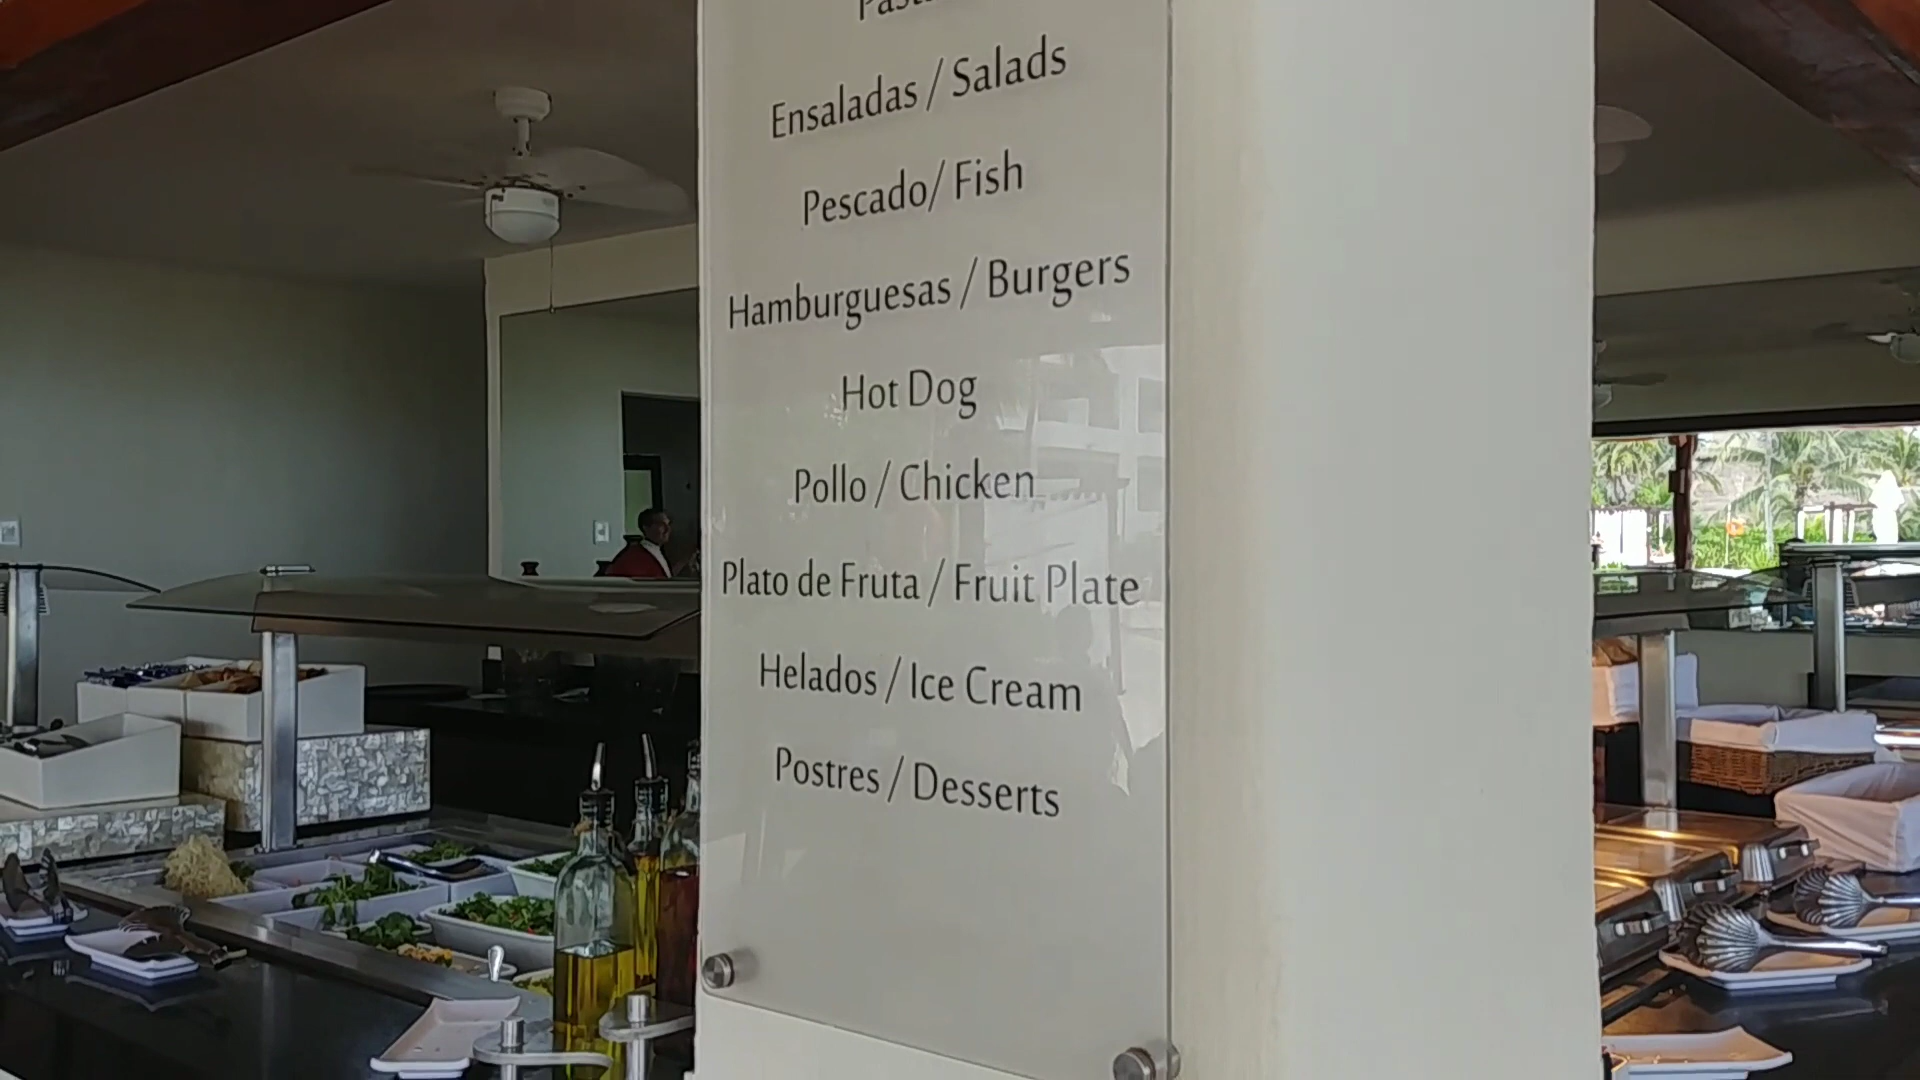 Ensaladas / Salads
Pescado/ Fish
Hamburguesas / Burgers
Hot Dog
Pollo / Chicken
Plato de Fruta / Fruit Plate
Helados / Ice Cream
Postres / Desserts